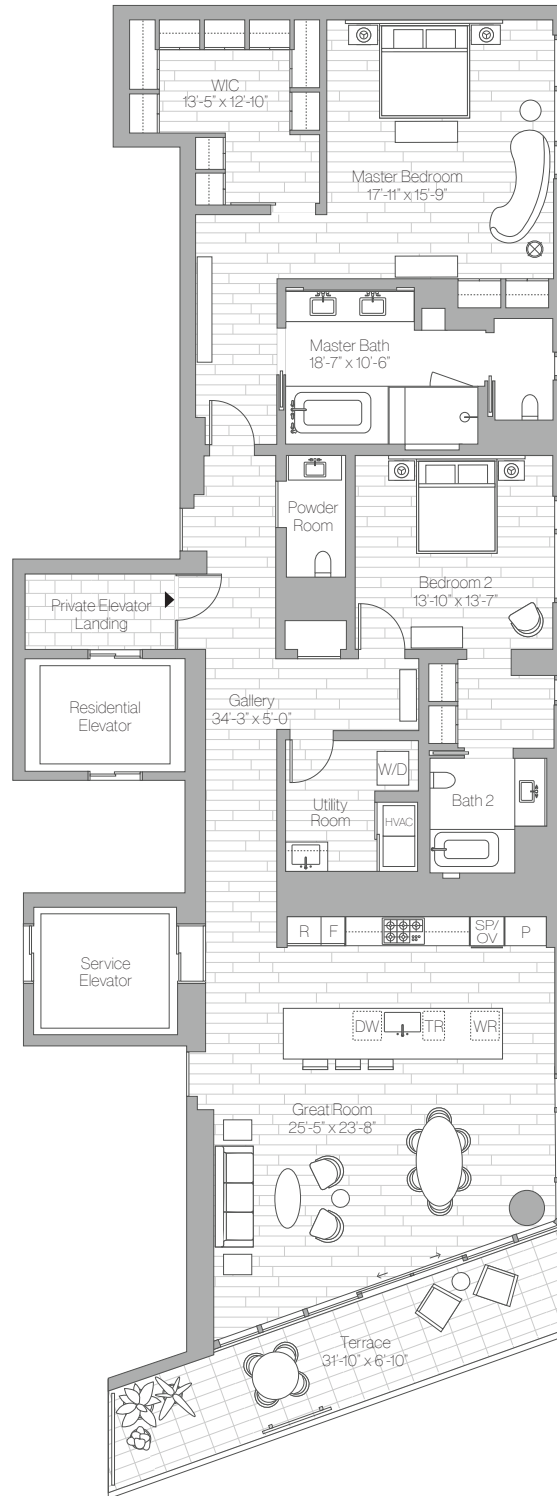 WIC
13'-5" x 12'-10"
Master Bedroom
17'-11" x 15'-9"
Master Bath
18'-7" x 10'-6"
Powder
Room
Bedroom 2
13'-10" x 13'-7"
Private Elevator
Landing
Residential
Elevator
Gallery
34'-3" x 5'-0"
W/D
Utility
Room
HVAC
Bath 2
R
F
SP/
OV
P
Service
Elevator
DW
TR
WR
Great Room
25'-5" x 23'-8"
Terrace
31'-10" x 6'-10"